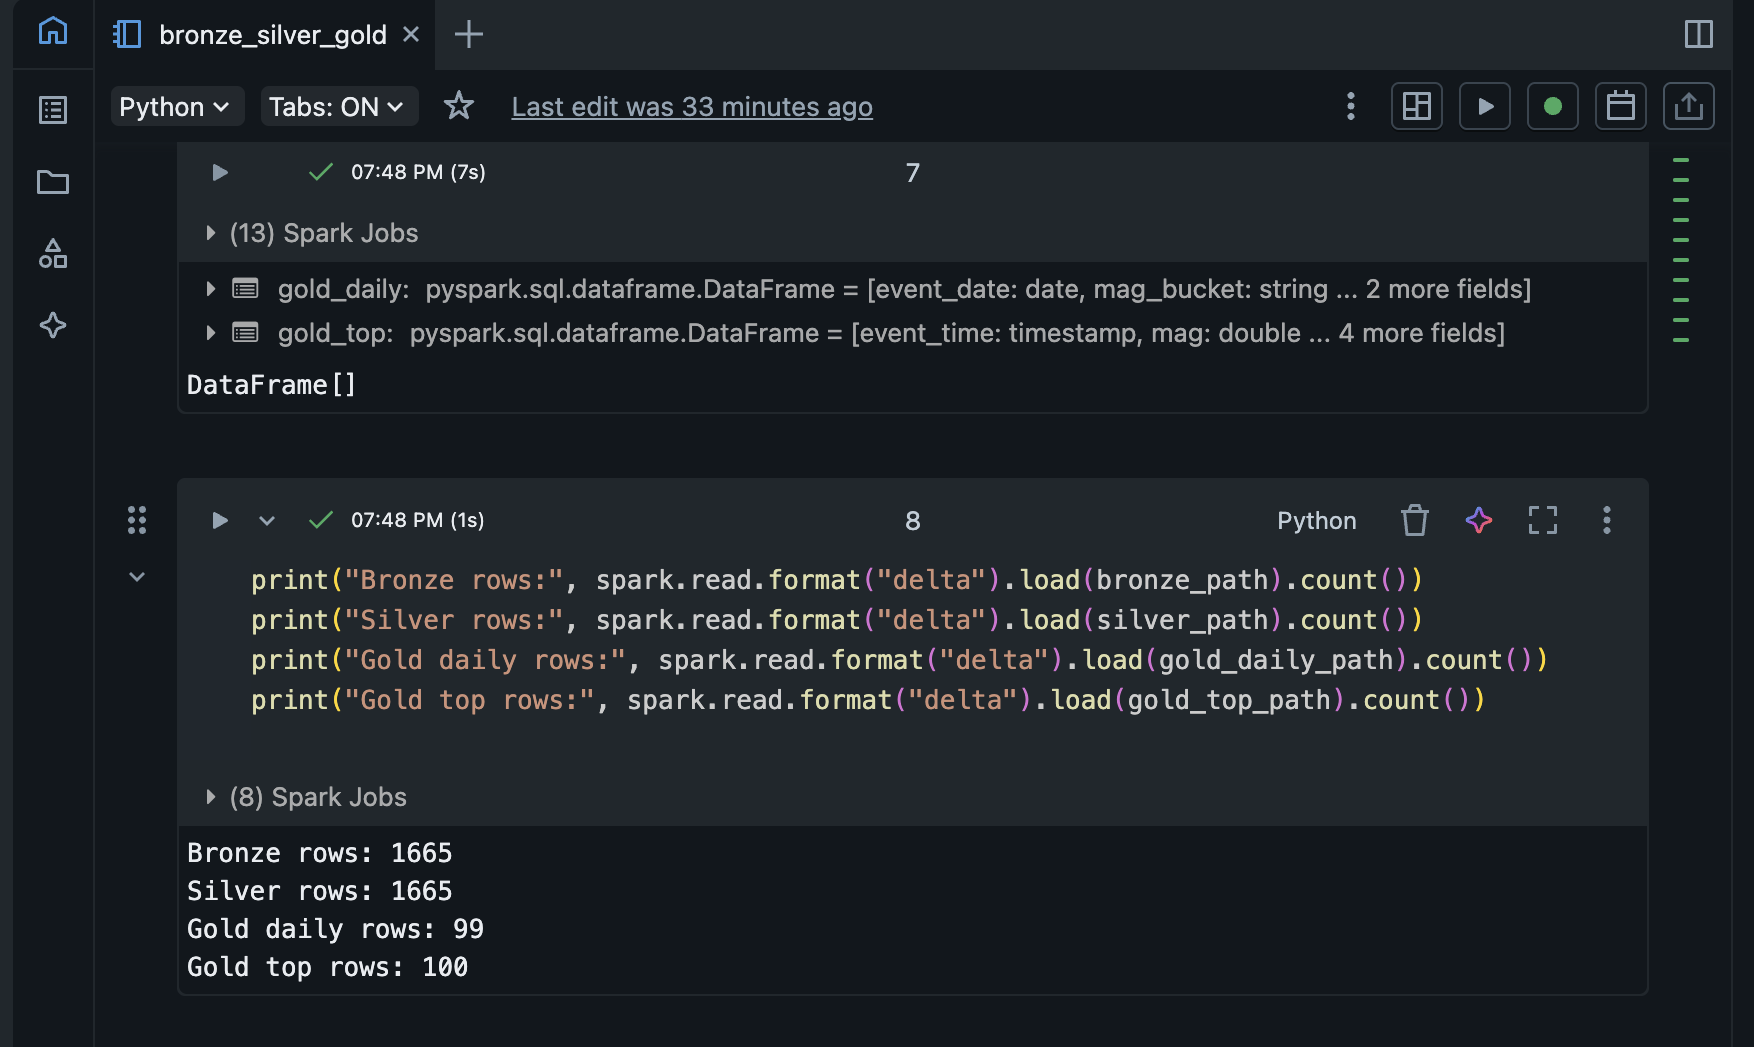 bronze_silver_gold
Python Tabs: ON Last edit was 33 minutes ago
07:48 PM (7s) 7
(13) Spark Jobs
gold_daily: pyspark.sql.dataframe.DataFrame = [event_date: date, mag_bucket: string ... 2 more fields]
gold_top: pyspark.sql.dataframe.DataFrame = [event_time: timestamp, mag: double ... 4 more fields]
DataFrame[]
07:48 PM (1s) 8 Python
print("Bronze rows:", spark.read.format("delta").load(bronze_path).count())
print("Silver rows:", spark.read.format("delta").load(silver_path).count())
print("Gold daily rows:", spark.read.format("delta").load(gold_daily_path).count())
print("Gold top rows:", spark.read.format("delta").load(gold_top_path).count())
(8) Spark Jobs
Bronze rows: 1665
Silver rows: 1665
Gold daily rows: 99
Gold top rows: 100